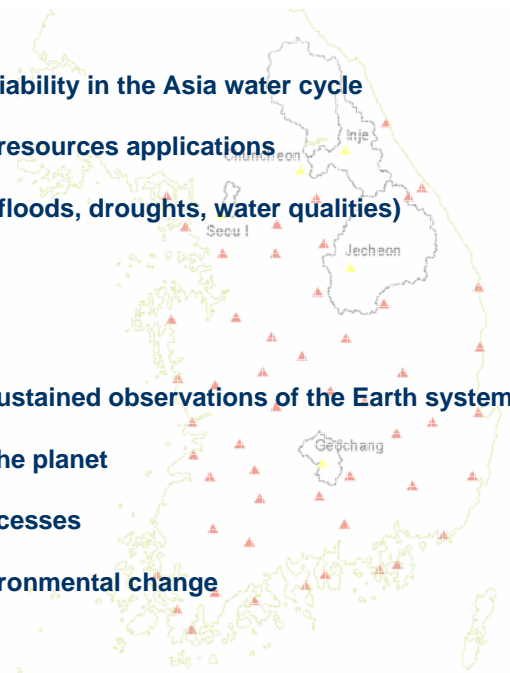 iability in the Asia water cycle
Inje
resources applications
Chuncheon
floods, droughts, water qualities)
Seoul
Jecheon
ustained observations of the Earth system
Geochang
he planet
cesses
ronmental change